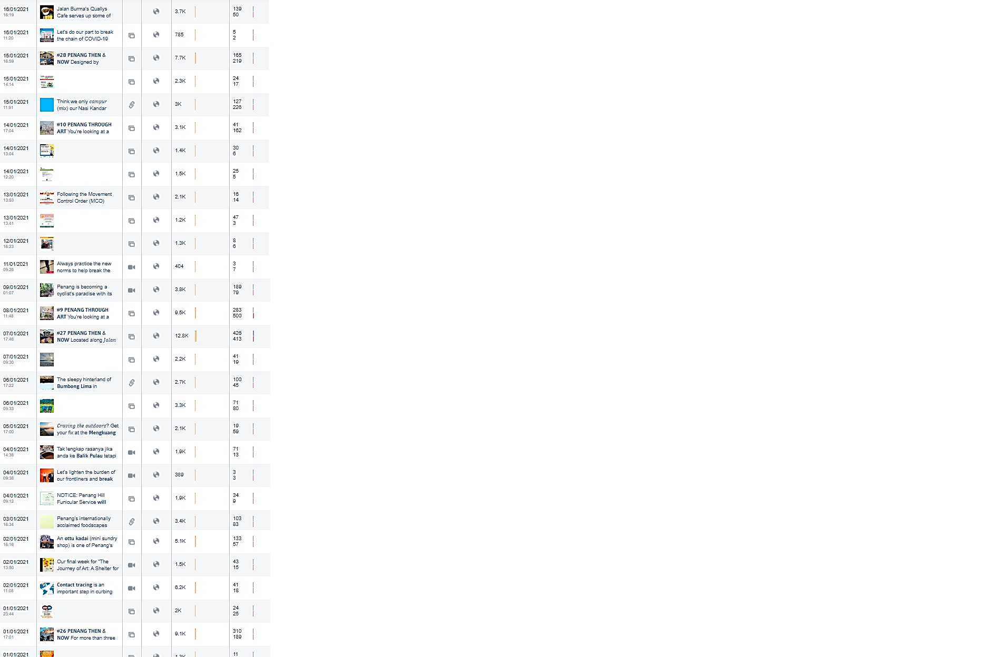 16/01/2021
16:19
Jalan Burma's Quallys
Cafe serves up some of
3.7K
139
50
16/01/2021
11:20
Let's do our part to break
the chain of COVID-19
785
5
2
15/01/2021
16:59
#28 PENANG THEN &
NOW Designed by
7.7K
165
219
15/01/2021
14:14
2.3K
24
17
15/01/2021
11:51
Think we only campur
(mix) our Nasi Kandar
3K
127
226
14/01/2021
17:04
#10 PENANG THROUGH
ART You're looking at a
3.1K
41
162
14/01/2021
13:04
1.4K
30
6
14/01/2021
12:20
1.5K
25
5
13/01/2021
13:53
Following the Movement
Control Order (MCO)
2.1K
16
14
13/01/2021
13:41
1.2K
47
3
12/01/2021
16:23
1.3K
8
6
11/01/2021
09:28
Always practice the new
norms to help break the
404
3
7
09/01/2021
01:07
Penang is becoming a
cyclist's paradise with its
3.8K
189
79
08/01/2021
11:48
#9 PENANG THROUGH
ART You're looking at a
9.5K
283
500
07/01/2021
17:48
#27 PENANG THEN &
NOW Located along Jalan
12.8K
426
413
07/01/2021
09:30
2.2K
41
19
06/01/2021
17:22
The sleepy hinterland of
Bumbong Lima in
2.7K
100
45
06/01/2021
09:33
3.3K
71
80
05/01/2021
17:00
Craving the outdoors? Get
your fix at the Mengkuang
2.1K
19
59
04/01/2021
14:38
Tak lengkap rasanya jika
anda ke Balik Pulau tetapi
1.9K
71
13
04/01/2021
09:38
Let's lighten the burden of
our frontliners and break
389
3
3
04/01/2021
09:12
NOTICE: Penang Hill
Funicular Service will
1.9K
34
9
03/01/2021
16:34
Penang's internationally
acclaimed foodscapes
3.4K
103
83
02/01/2021
16:16
An ottu kadai (mini sundry
shop) is one of Penang's
5.1K
133
57
02/01/2021
13:50
Our final week for "The
Journey of Art: A Shelter for
1.5K
43
15
02/01/2021
11:08
Contact tracing is an
important step in curbing
6.2K
41
18
01/01/2021
23:44
2K
24
25
01/01/2021
17:01
#26 PENANG THEN &
NOW For more than three
9.1K
310
189
01/01/2021
11